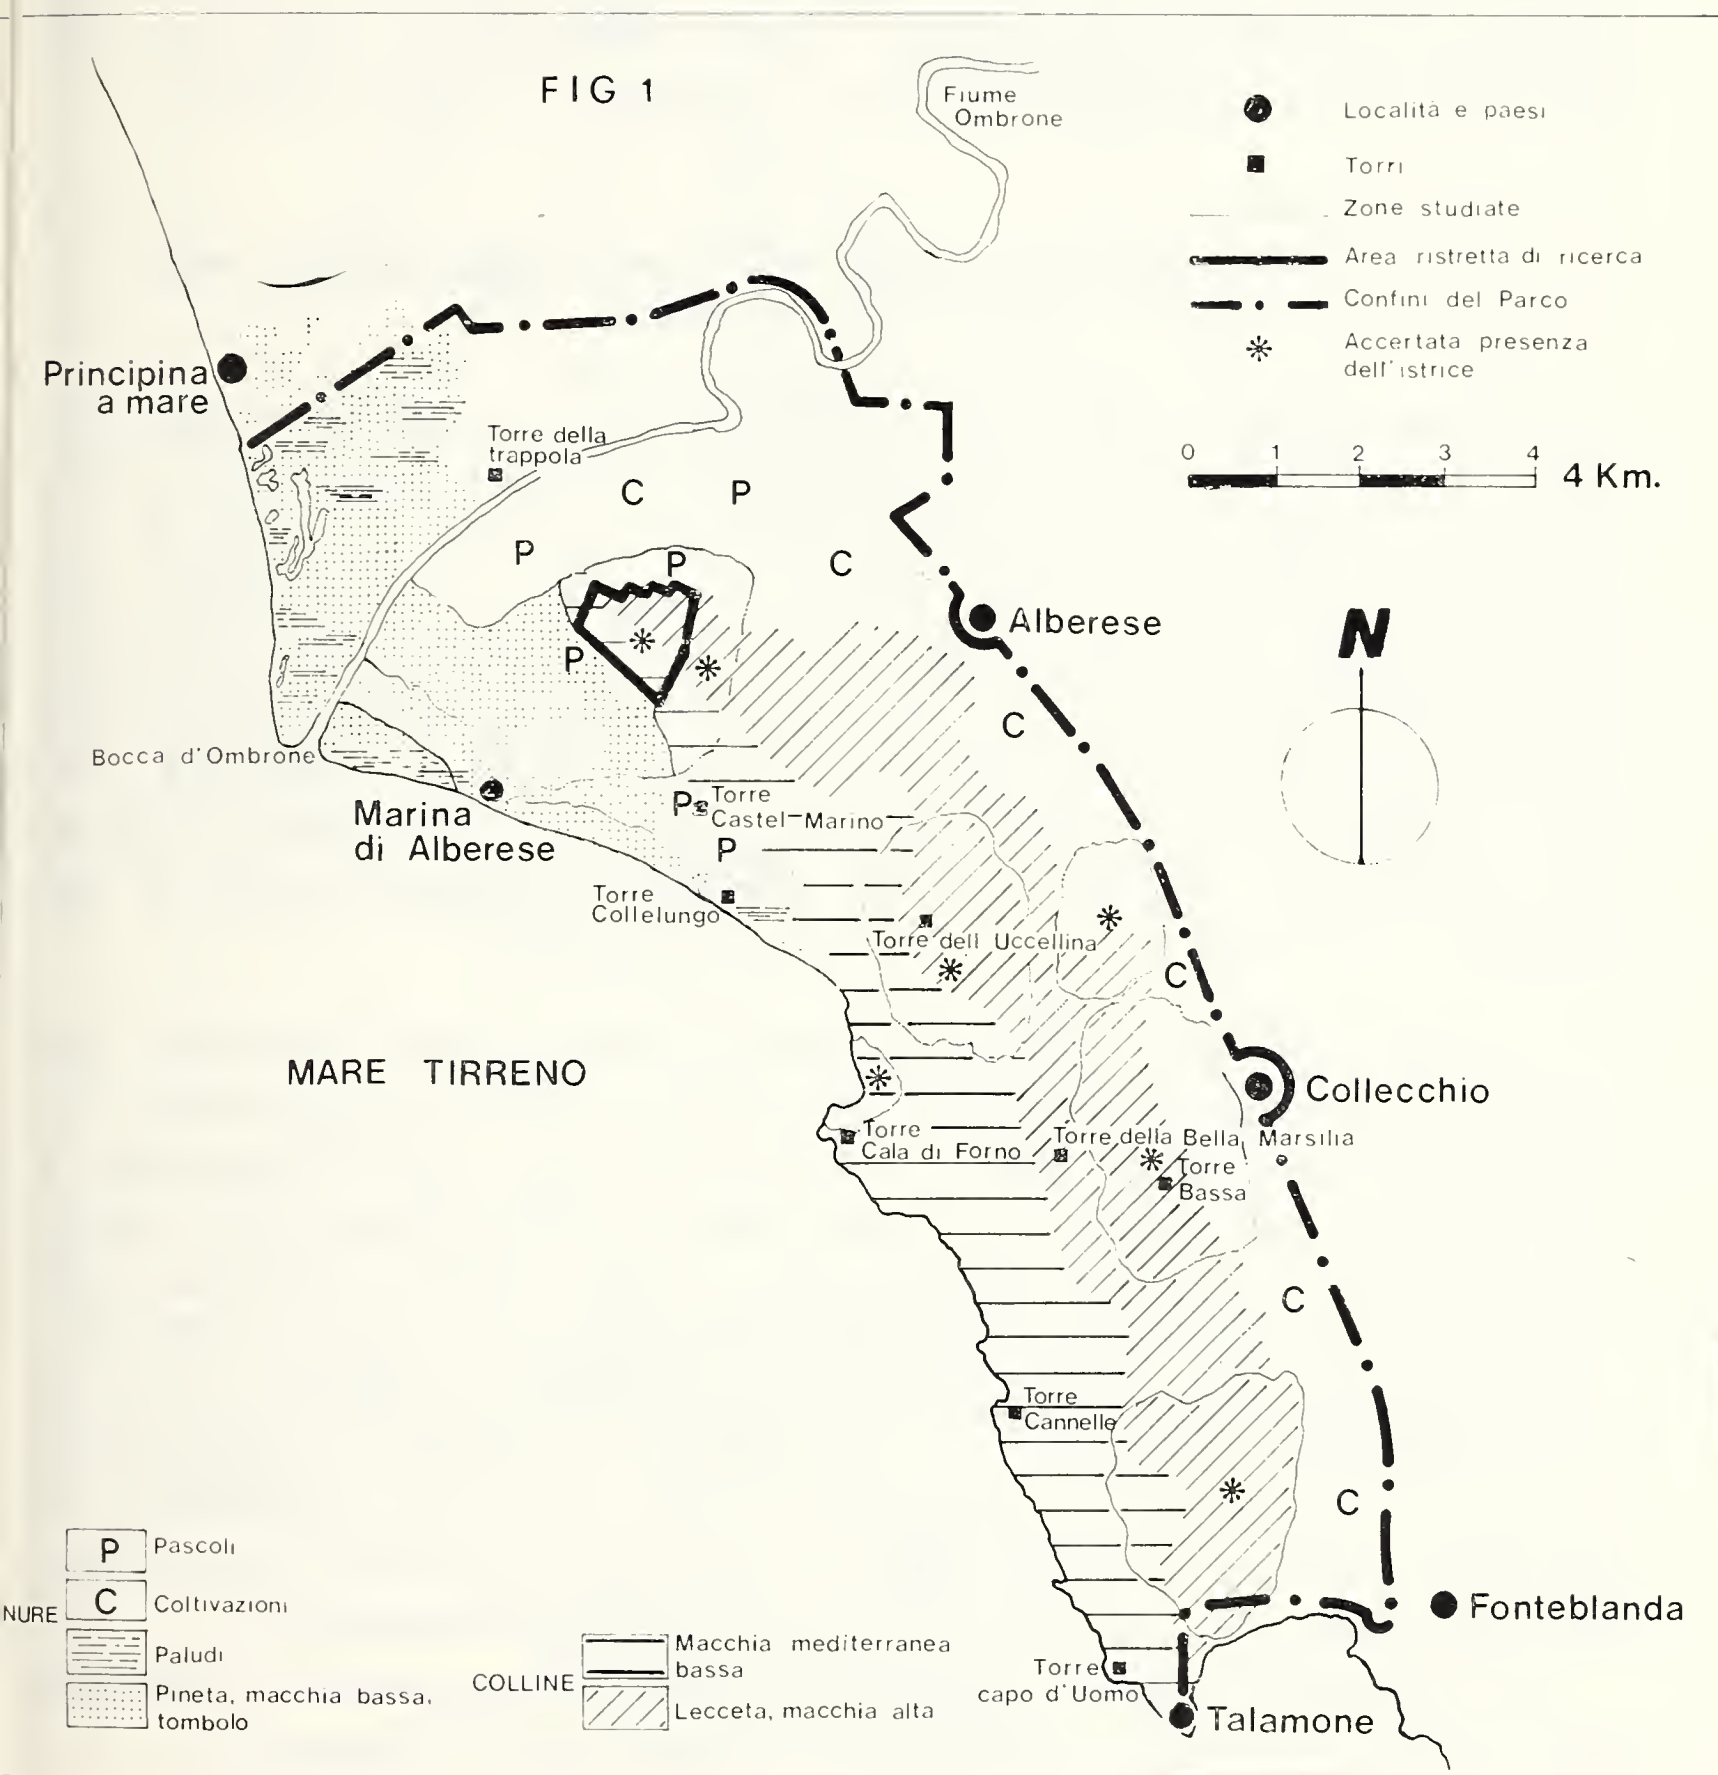 FIG 1
Fiume
Ombrone
Località e paesi
Torri
Zone studiate
Area ristretta di ricerca
Confini del Parco
Accertata presenza
dell'istrice
0 1 2 3 4
4 Km.
Principina
a mare
Torre della
trappola
C P
P P C
Alberese
N
P
C
Bocca d'Ombrone
Marina
di Alberese
P Torre
Castel-Marino
P
Torre
Collelungo
Torre dell Uccellina
C
MARE TIRRENO
Collecchio
Torre
Cala di Forno
Torre della Bella Marsilia
Torre
Bassa
C
Torre
Cannelle
C
P Pascoli
NURE C Coltivazioni
Paludi
Pineta, macchia bassa,
tombolo
COLLINE
Macchia mediterranea
bassa
Lecceta, macchia alta
Fonteblanda
Torre
capo d'Uomo
Talamone